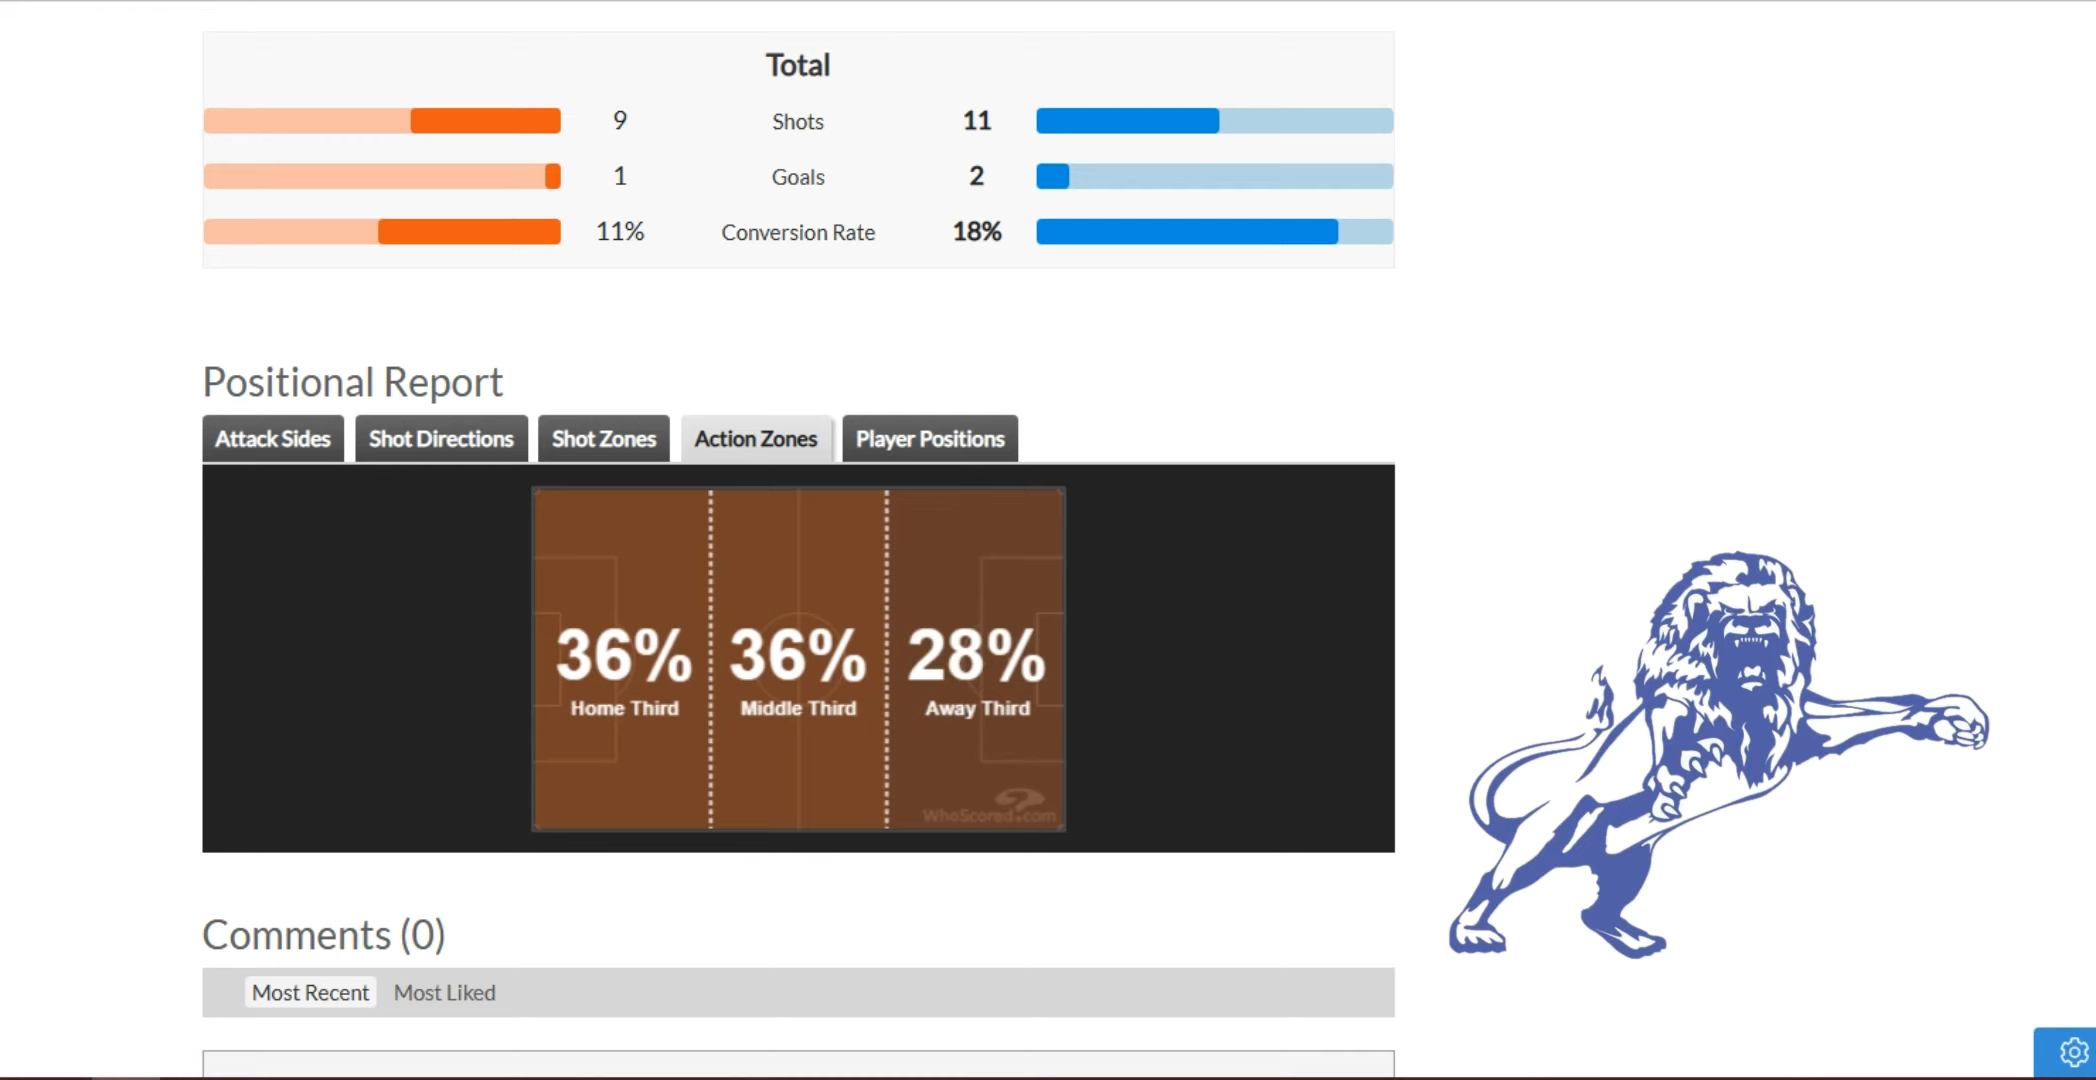 Total
9 Shots 11
1 Goals 2
11% Conversion Rate 18%
Positional Report
Attack Sides Shot Directions Shot Zones Action Zones Player Positions
36% 36% 28%
Home Third Middle Third Away Third
WhoScored.com
Comments (0)
Most Recent Most Liked